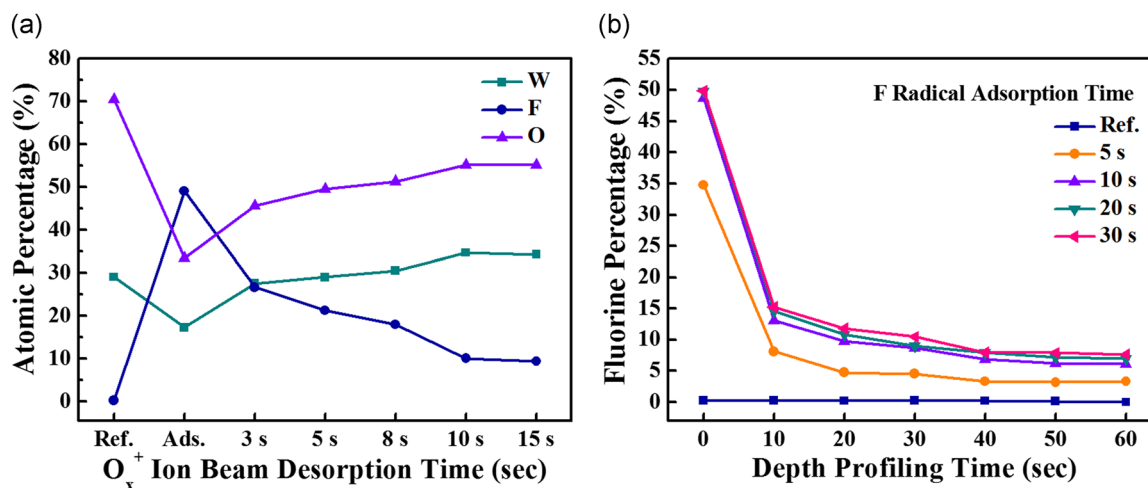 (a)
Atomic Percentage (%)
80
70
60
50
40
30
20
10
0
W
F
O
Ref. Ads. 3 s 5 s 8 s 10 s 15 s
Oₓ⁺ Ion Beam Desorption Time (sec)
(b)
Fluorine Percentage (%)
55
50
45
40
35
30
25
20
15
10
5
0
F Radical Adsorption Time
Ref.
5 s
10 s
20 s
30 s
0 10 20 30 40 50 60
Depth Profiling Time (sec)